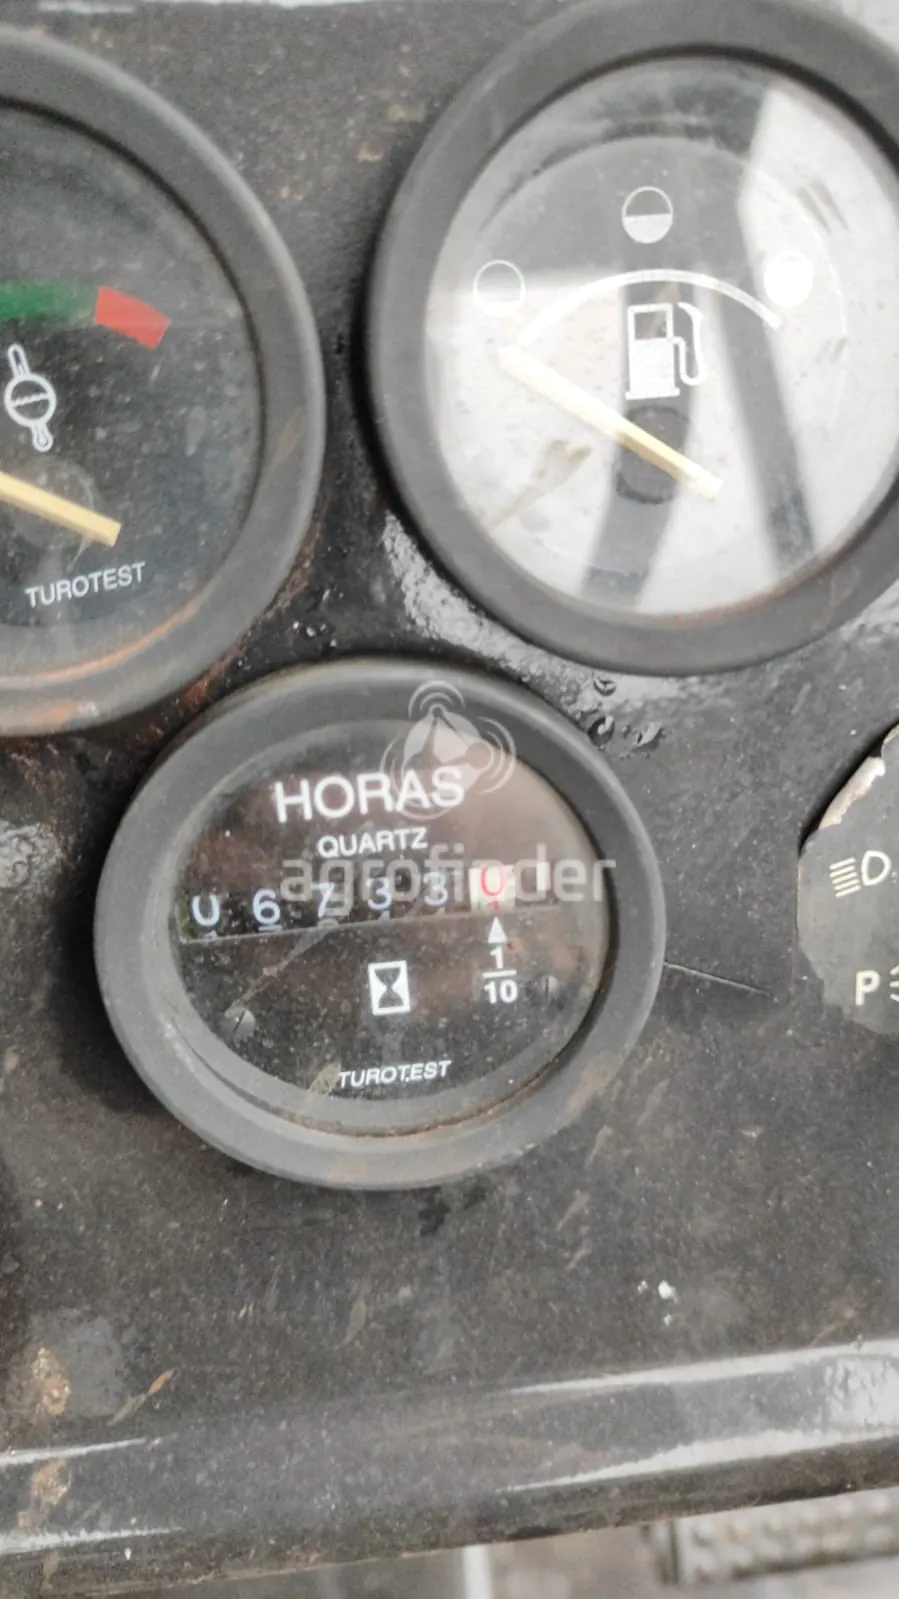 TUROTEST
HORAS
QUARTZ
agrofinder
0 6 7 3 3 0
1
10
TUROTEST
P